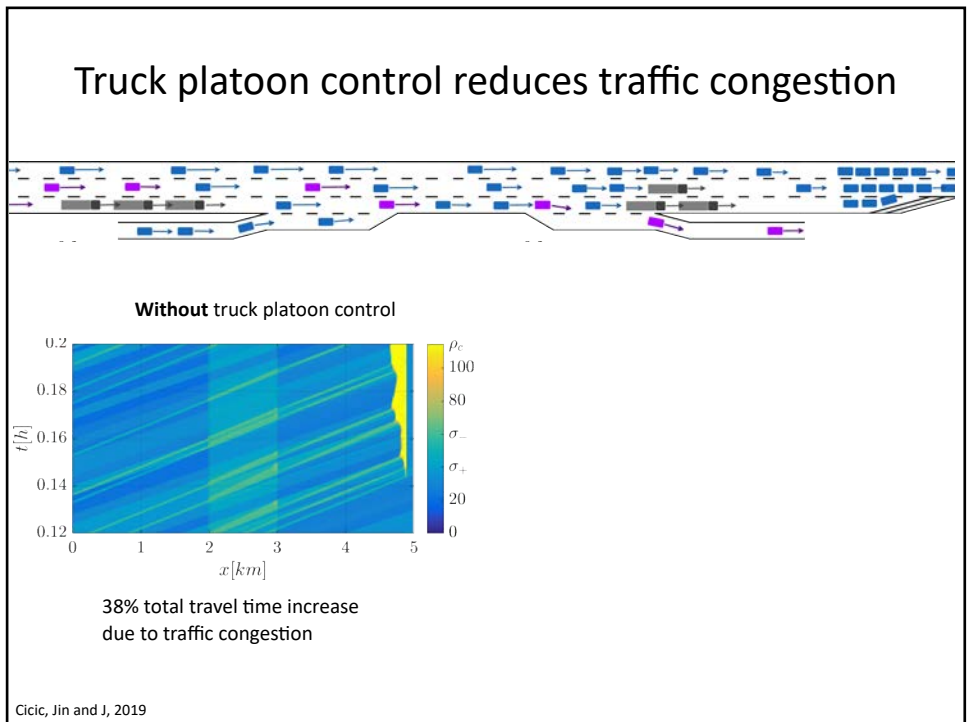 Truck platoon control reduces traffic congestion
Without truck platoon control
0.2
0.18
0.16
0.14
0.12
t[h]
0
1
2
3
4
5
x[km]
ρc
100
80
σ−
σ+
20
0
38% total travel time increase
due to traffic congestion
Cicic, Jin and J, 2019